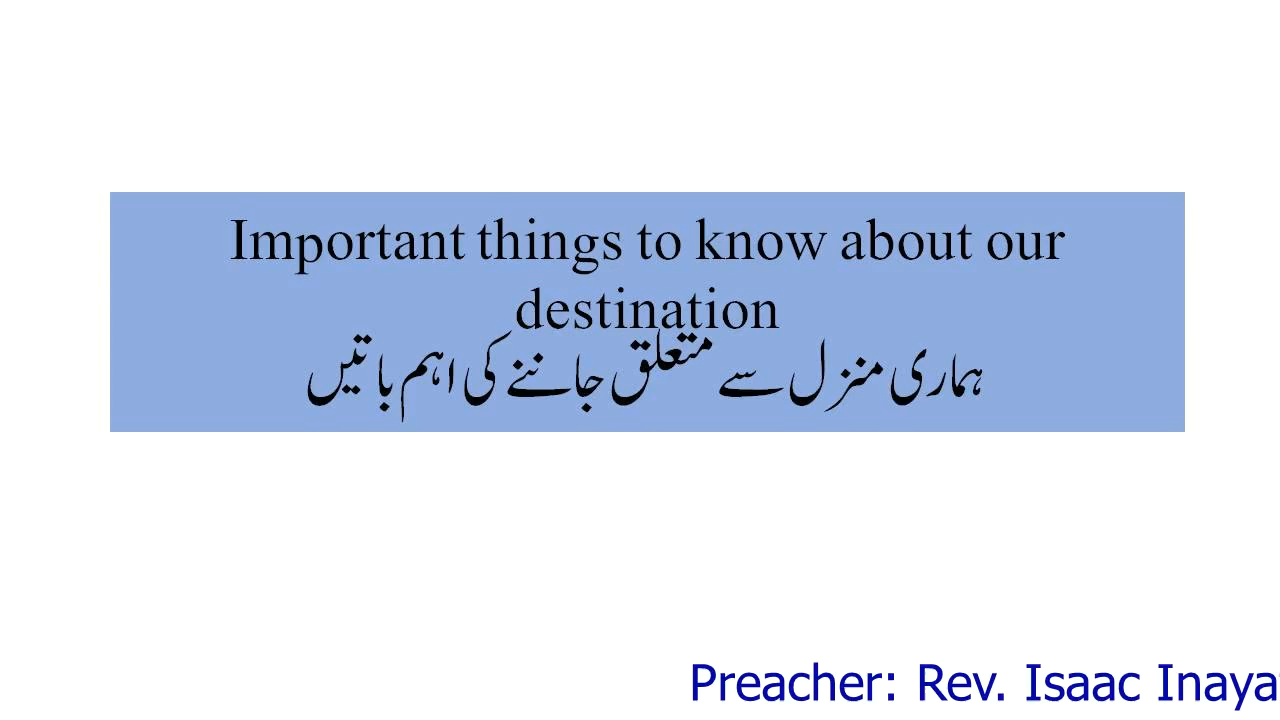 Important things to know about our
destination
ہماری منزل سے متعلق جاننے کی اہم باتیں
Preacher: Rev. Isaac Inaya